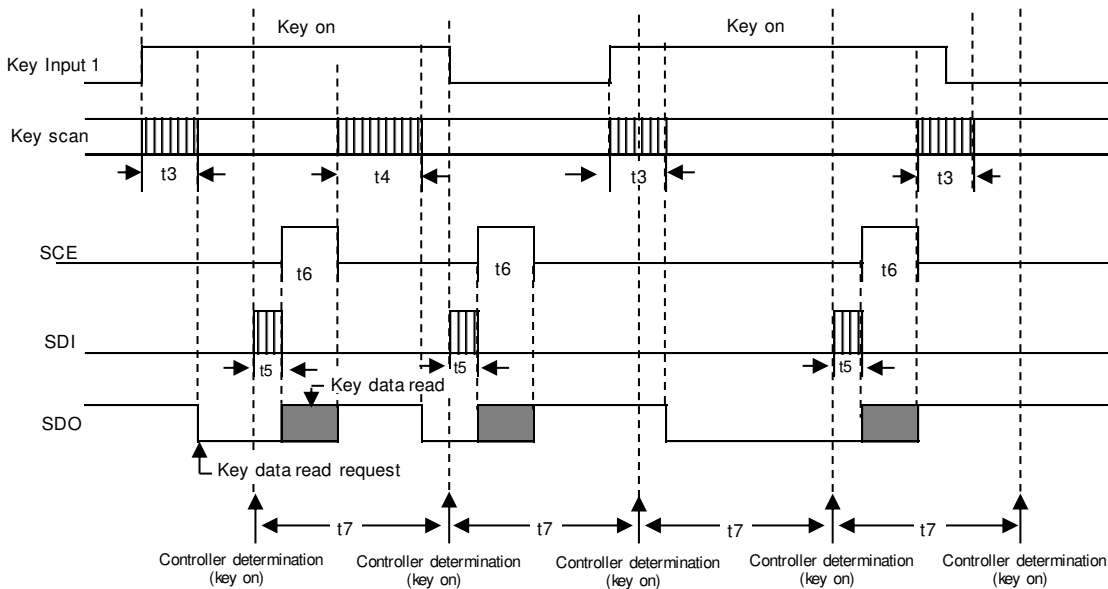 Key on Key on
Key Input 1
Key scan
t3 t4 t3 t3
SCE
t6 t6 t6
SDI
t5 t5 t5
Key data read
SDO
Key data read request
t7 t7 t7 t7
Controller determination Controller determination Controller determination Controller determination Controller determination
(key on) (key on) (key on) (key on) (key on)